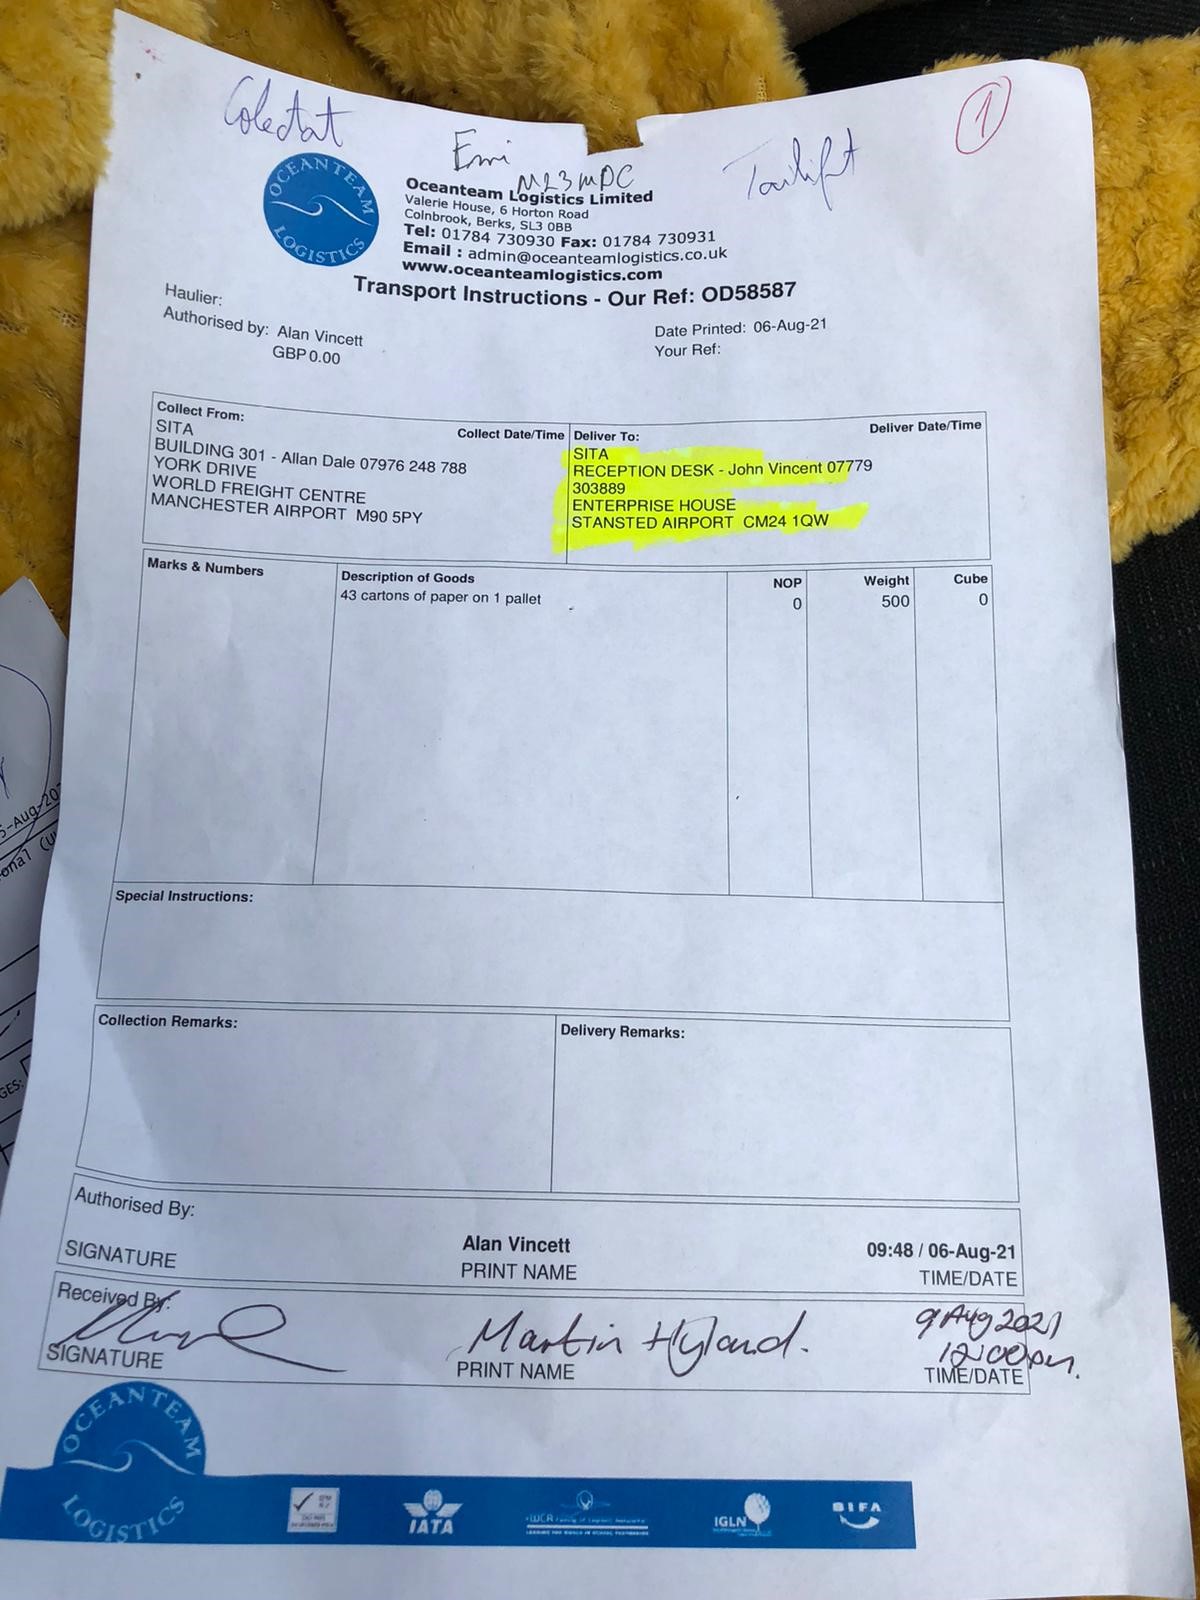 1
Emi
M23MDC
Taillift
OCEANTEAM
LOGISTICS
Oceanteam Logistics Limited
Valerie House, 6 Horton Road
Colnbrook, Berks, SL3 0BB
Tel: 01784 730930 Fax: 01784 730931
Email : admin@oceanteamlogistics.co.uk
www.oceanteamlogistics.com
Transport Instructions - Our Ref: OD58587
Haulier:
Authorised by: Alan Vincett
GBP 0.00
Date Printed: 06-Aug-21
Your Ref:
Collect From:
Collect Date/Time
SITA
BUILDING 301 - Allan Dale 07976 248 788
YORK DRIVE
WORLD FREIGHT CENTRE
MANCHESTER AIRPORT M90 5PY
Deliver To:
Deliver Date/Time
SITA
RECEPTION DESK - John Vincent 07779
303889
ENTERPRISE HOUSE
STANSTED AIRPORT CM24 1QW
Marks & Numbers
Description of Goods
NOP
Weight
Cube
43 cartons of paper on 1 pallet
0
500
0
Special Instructions:
Collection Remarks:
Delivery Remarks:
Authorised By:
Alan Vincett
09:48 / 06-Aug-21
SIGNATURE
PRINT NAME
TIME/DATE
Received By:
Martin Hyland.
9 Aug 2021
12:00pm.
SIGNATURE
PRINT NAME
TIME/DATE
OCEANTEAM
LOGISTICS
IATA
WCA
IGLN
BIFA